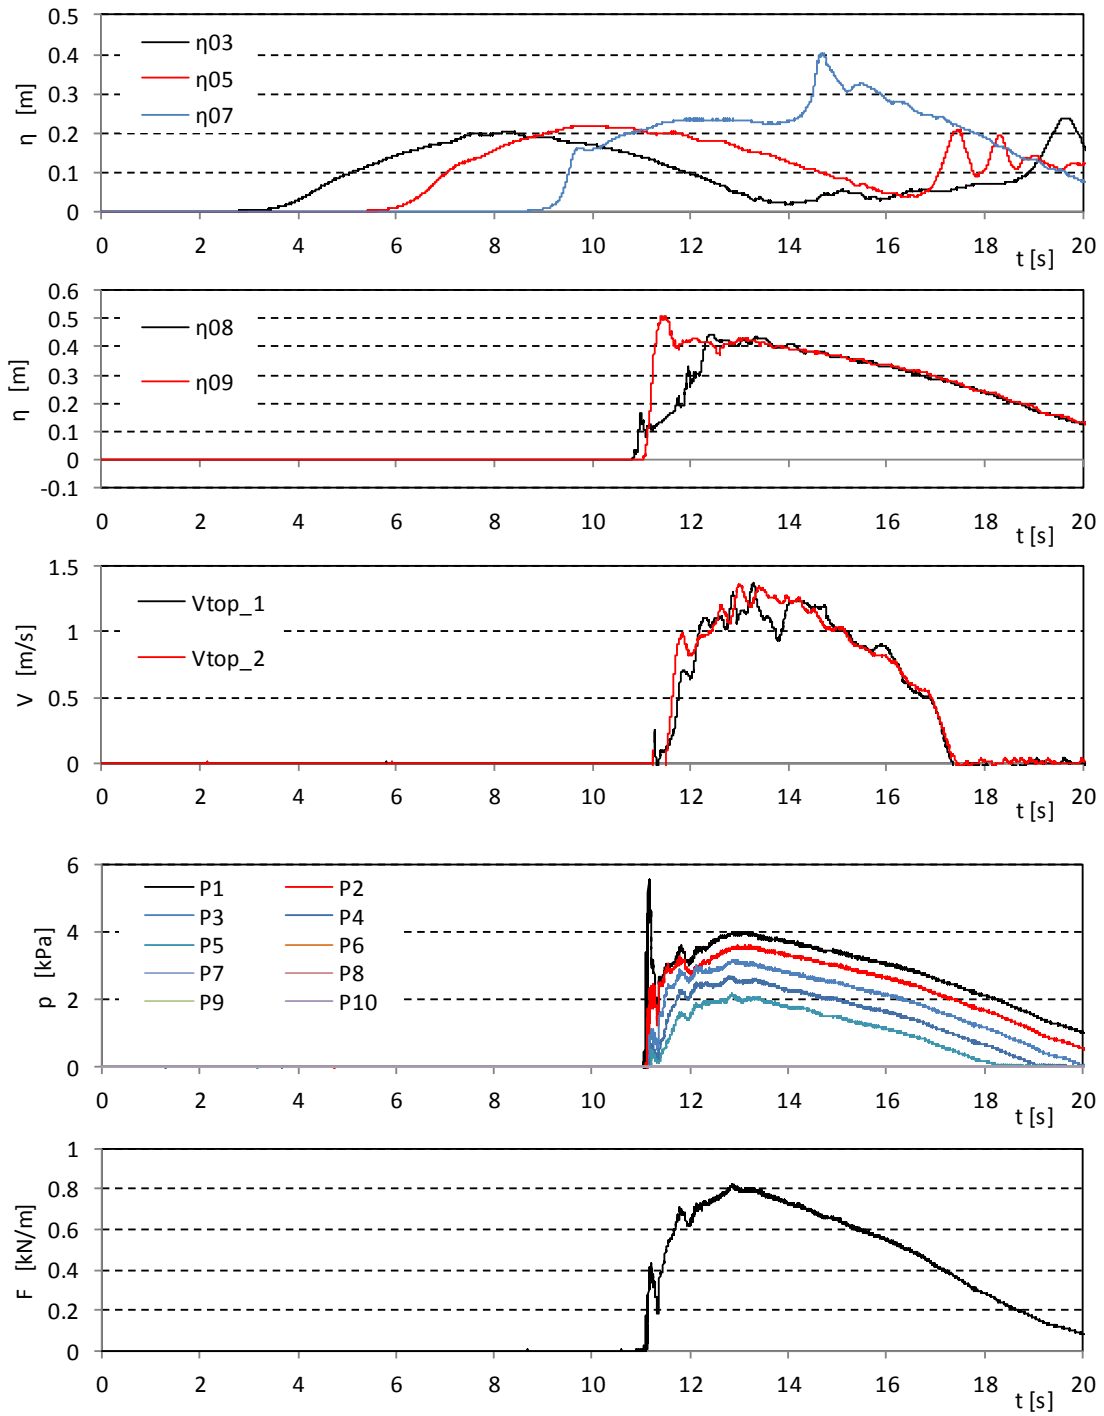 0.5
0.4
0.3
0.2
0.1
0
η [m]
η03
η05
η07
0 2 4 6 8 10 12 14 16 18 20
t [s]
0.6
0.5
0.4
0.3
0.2
0.1
0
-0.1
η [m]
η08
η09
0 2 4 6 8 10 12 14 16 18 20
t [s]
1.5
1
0.5
0
V [m/s]
Vtop_1
Vtop_2
0 2 4 6 8 10 12 14 16 18 20
t [s]
6
4
2
0
p [kPa]
P1 P2
P3 P4
P5 P6
P7 P8
P9 P10
0 2 4 6 8 10 12 14 16 18 20
t [s]
1
0.8
0.6
0.4
0.2
0
F [kN/m]
0 2 4 6 8 10 12 14 16 18 20
t [s]